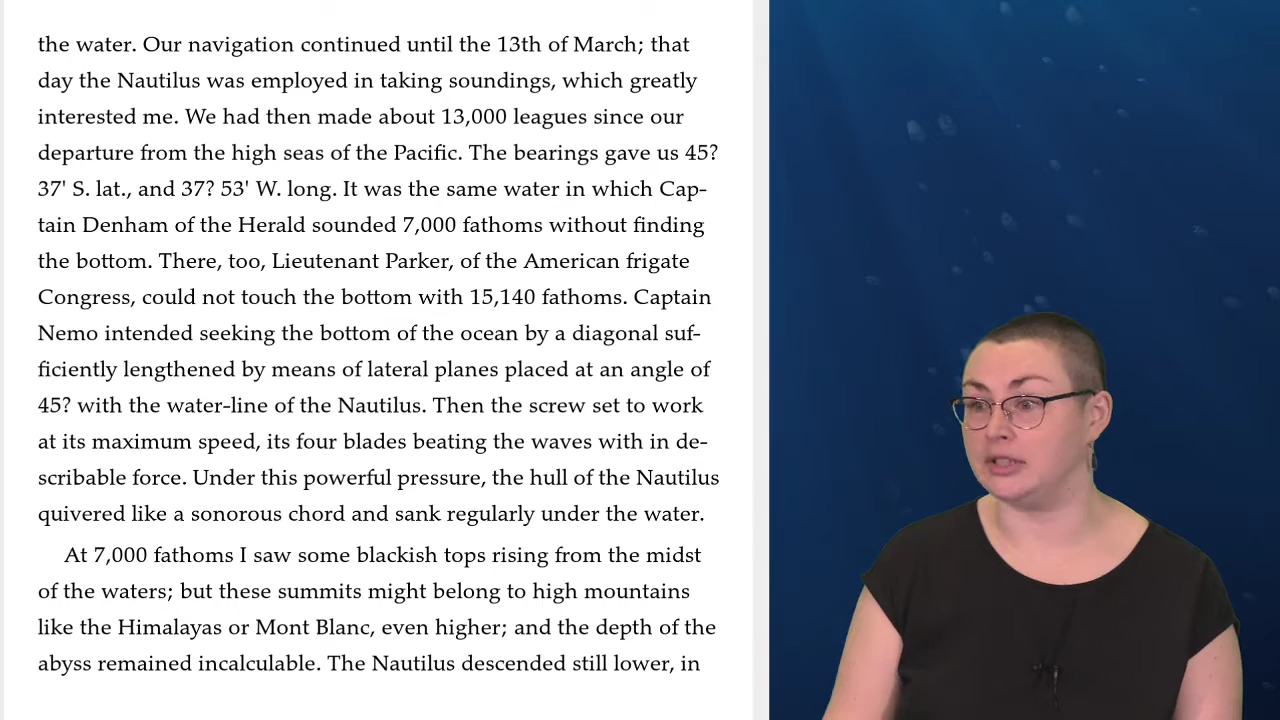 the water. Our navigation continued until the 13th of March; that
day the Nautilus was employed in taking soundings, which greatly
interested me. We had then made about 13,000 leagues since our
departure from the high seas of the Pacific. The bearings gave us 45?
37' S. lat., and 37? 53' W. long. It was the same water in which Cap-
tain Denham of the Herald sounded 7,000 fathoms without finding
the bottom. There, too, Lieutenant Parker, of the American frigate
Congress, could not touch the bottom with 15,140 fathoms. Captain
Nemo intended seeking the bottom of the ocean by a diagonal suf-
ficiently lengthened by means of lateral planes placed at an angle of
45? with the water-line of the Nautilus. Then the screw set to work
at its maximum speed, its four blades beating the waves with in de-
scribable force. Under this powerful pressure, the hull of the Nautilus
quivered like a sonorous chord and sank regularly under the water.
At 7,000 fathoms I saw some blackish tops rising from the midst
of the waters; but these summits might belong to high mountains
like the Himalayas or Mont Blanc, even higher; and the depth of the
abyss remained incalculable. The Nautilus descended still lower, in